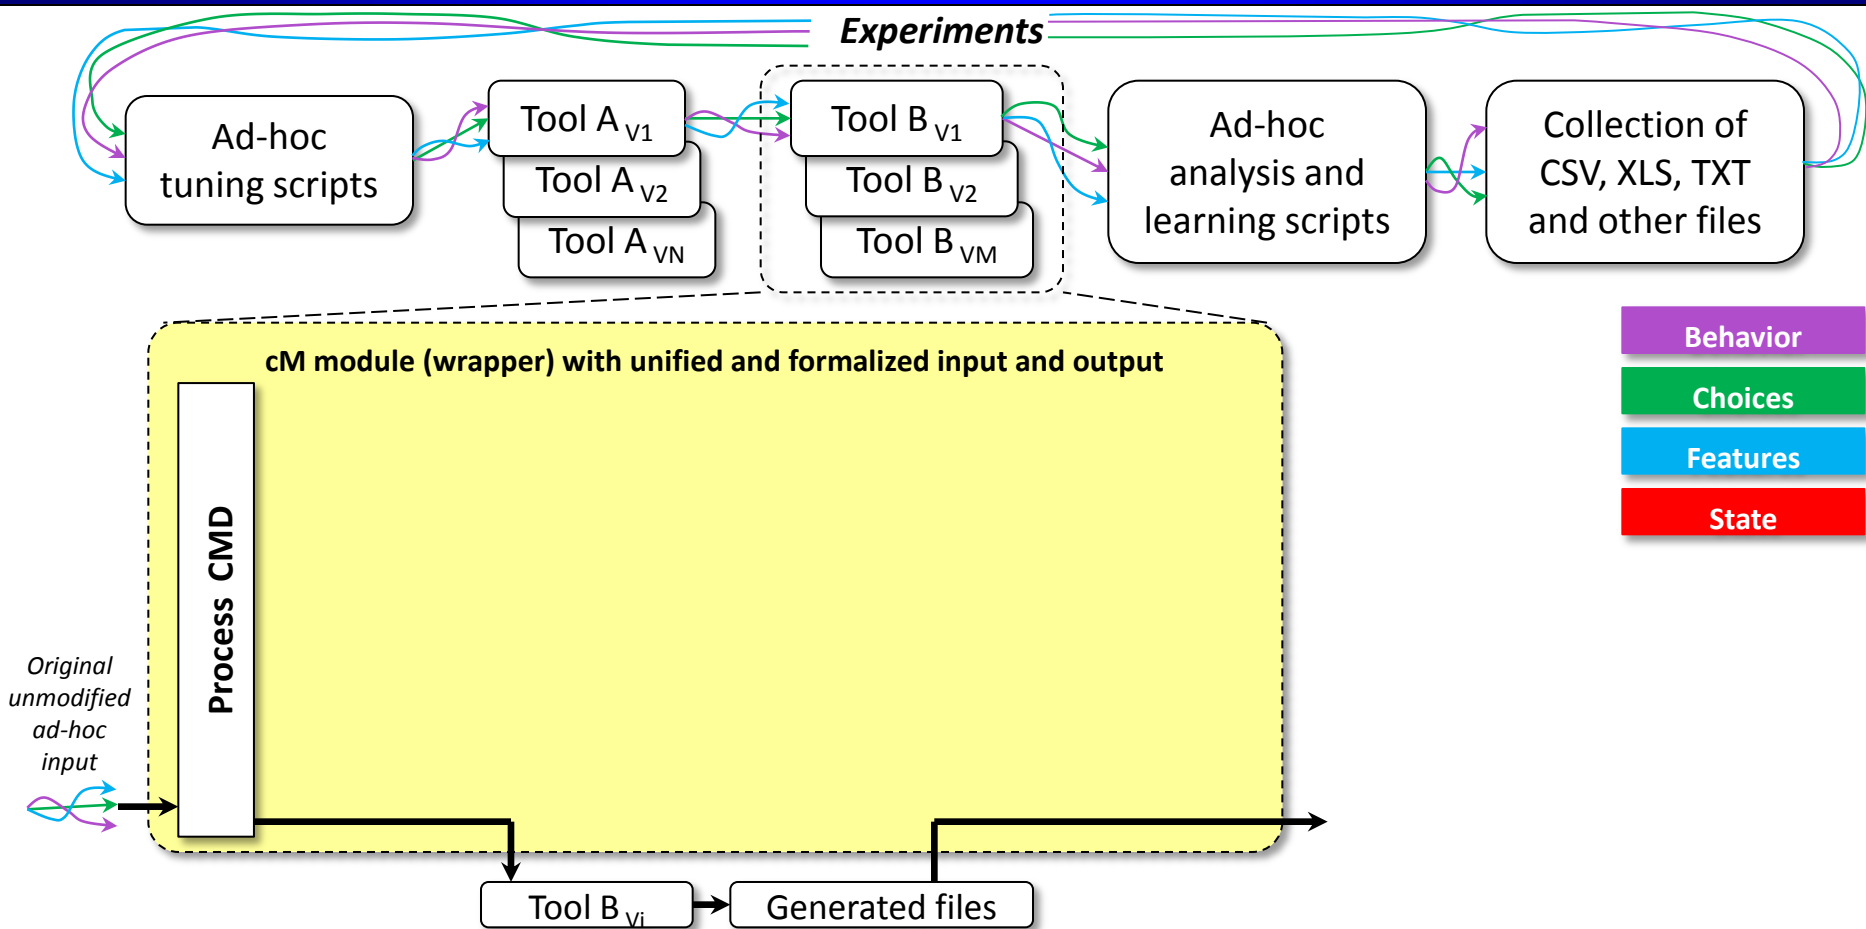 Experiments
Ad-hoc
tuning scripts
Tool A V1
Tool A V2
Tool A VN
Tool B V1
Tool B V2
Tool B VM
Ad-hoc
analysis and
learning scripts
Collection of
CSV, XLS, TXT
and other files
cM module (wrapper) with unified and formalized input and output
Behavior
Choices
Features
State
Process CMD
Original
unmodified
ad-hoc
input
Tool B Vi
Generated files